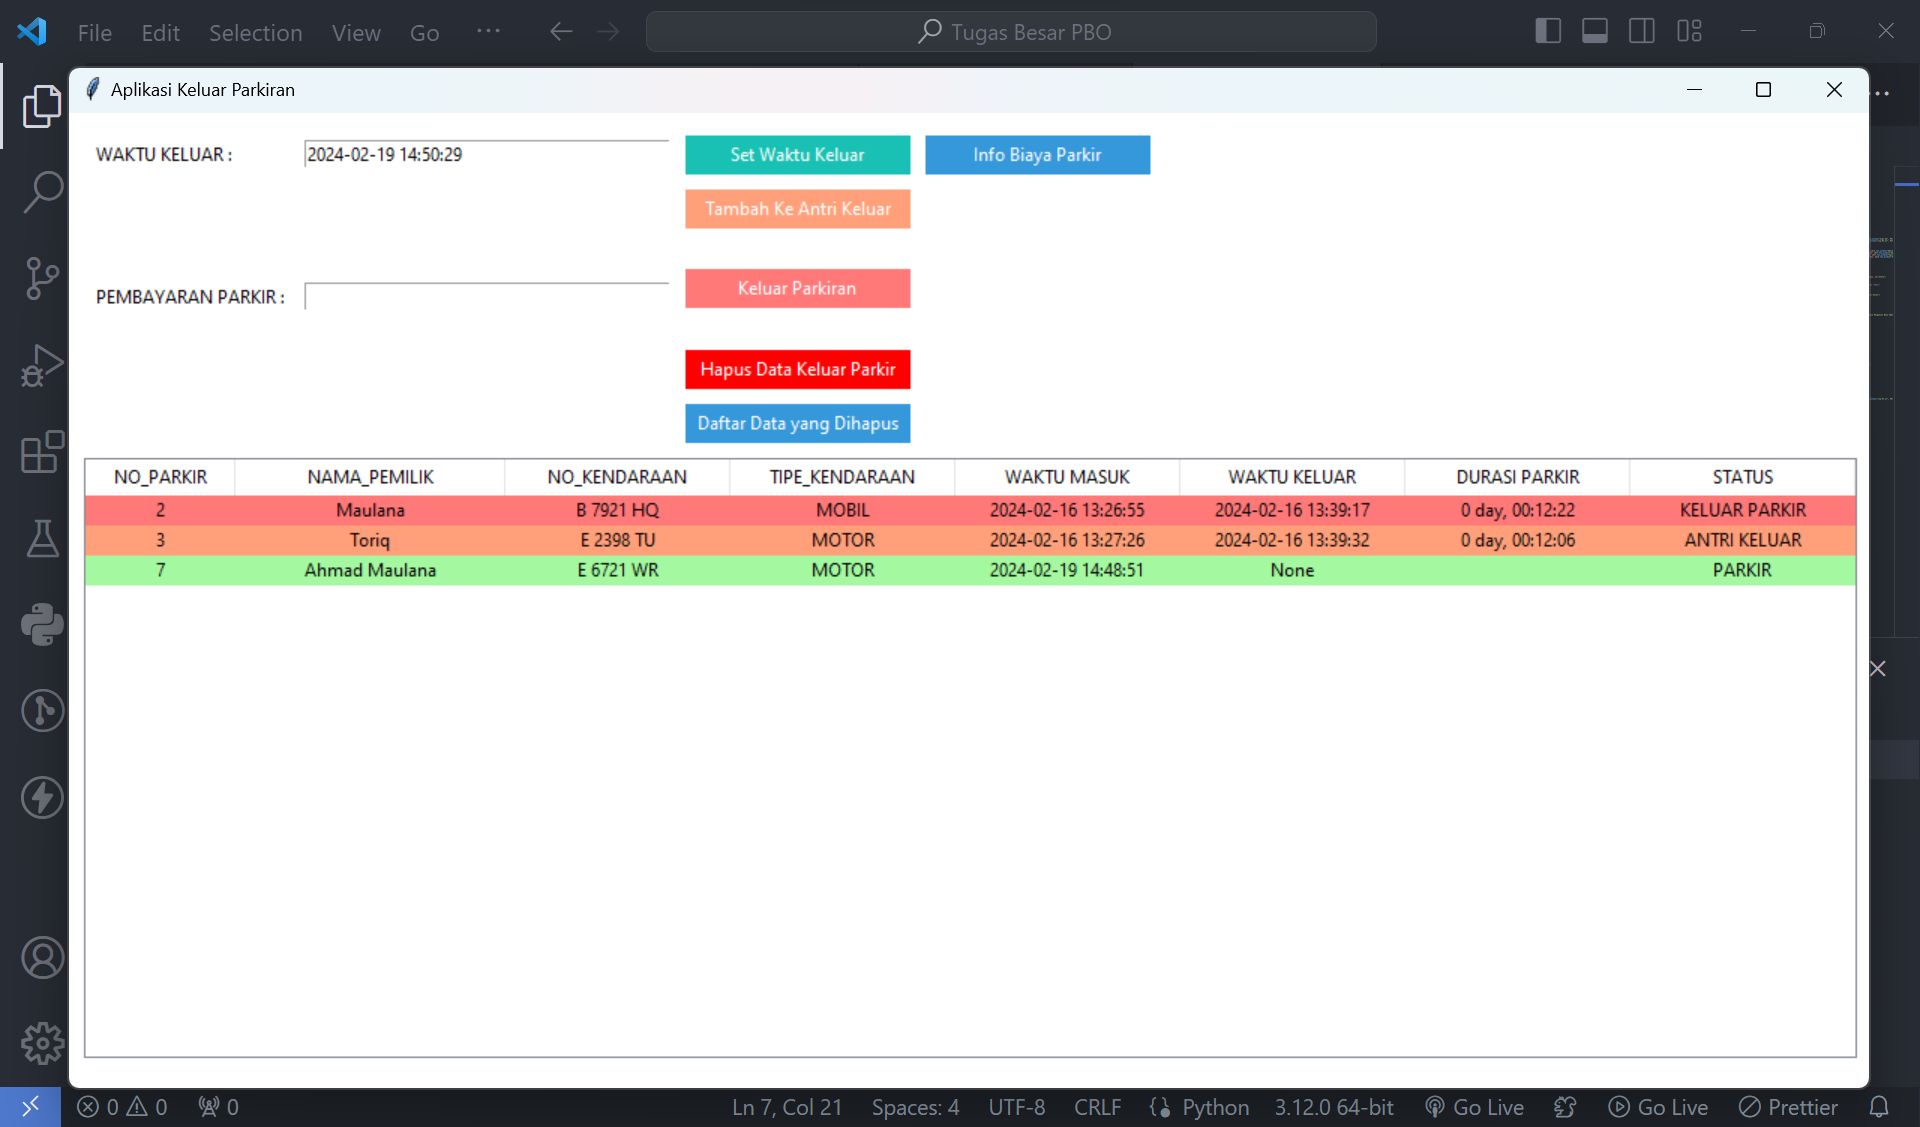 File Edit Selection View Go ··· Tugas Besar PBO
Aplikasi Keluar Parkiran
WAKTU KELUAR : 2024-02-19 14:50:29 Set Waktu Keluar Info Biaya Parkir
Tambah Ke Antri Keluar
PEMBAYARAN PARKIR : Keluar Parkiran
Hapus Data Keluar Parkir
Daftar Data yang Dihapus
NO_PARKIR NAMA_PEMILIK NO_KENDARAAN TIPE_KENDARAAN WAKTU MASUK WAKTU KELUAR DURASI PARKIR STATUS
2 Maulana B 7921 HQ MOBIL 2024-02-16 13:26:55 2024-02-16 13:39:17 0 day, 00:12:22 KELUAR PARKIR
3 Toriq E 2398 TU MOTOR 2024-02-16 13:27:26 2024-02-16 13:39:32 0 day, 00:12:06 ANTRI KELUAR
7 Ahmad Maulana E 6721 WR MOTOR 2024-02-19 14:48:51 None PARKIR
0 0 0 Ln 7, Col 21 Spaces: 4 UTF-8 CRLF Python 3.12.0 64-bit Go Live Go Live Prettier